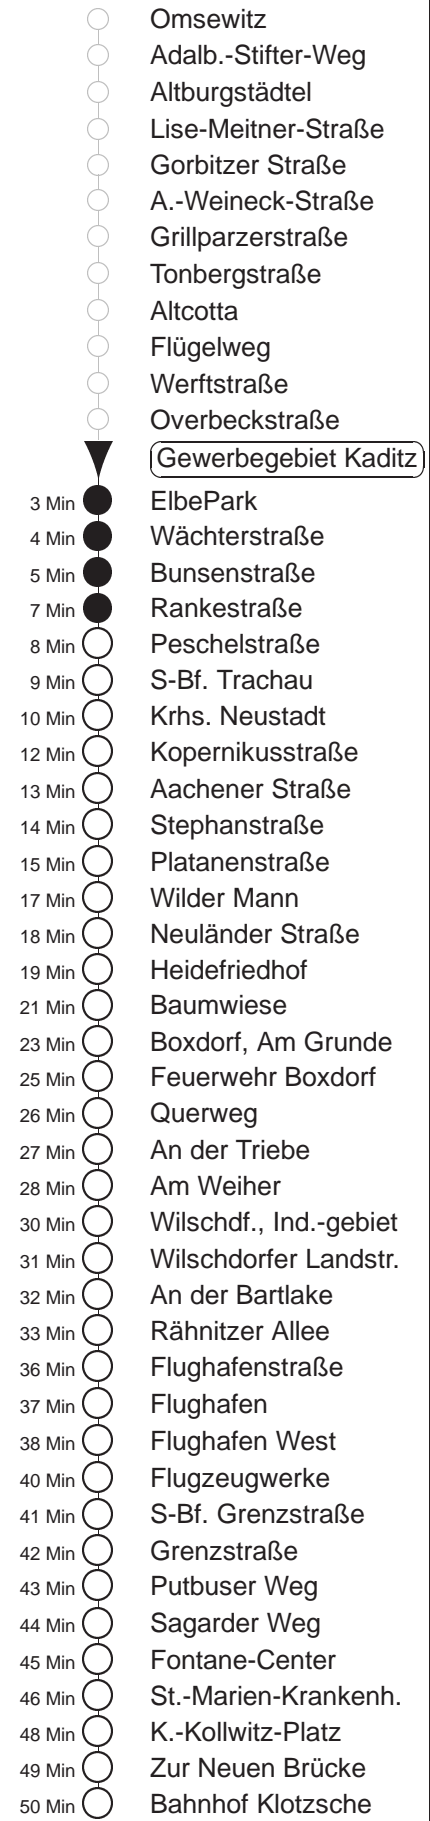 Omsewitz
Adalb.-Stifter-Weg
Altburgstädtel
Lise-Meitner-Straße
Gorbitzer Straße
A.-Weineck-Straße
Grillparzerstraße
Tonbergstraße
Altcotta
Flügelweg
Werftstraße
Overbeckstraße
Gewerbegebiet Kaditz
3 Min ElbePark
4 Min Wächterstraße
5 Min Bunsenstraße
7 Min Rankestraße
8 Min Peschelstraße
9 Min S-Bf. Trachau
10 Min Krhs. Neustadt
12 Min Kopernikusstraße
13 Min Aachener Straße
14 Min Stephanstraße
15 Min Platanenstraße
17 Min Wilder Mann
18 Min Neuländer Straße
19 Min Heidefriedhof
21 Min Baumwiese
23 Min Boxdorf, Am Grunde
25 Min Feuerwehr Boxdorf
26 Min Querweg
27 Min An der Triebe
28 Min Am Weiher
30 Min Wilschdf., Ind.-gebiet
31 Min Wilschdorfer Landstr.
32 Min An der Bartlake
33 Min Rähnitzer Allee
36 Min Flughafenstraße
37 Min Flughafen
38 Min Flughafen West
40 Min Flugzeugwerke
41 Min S-Bf. Grenzstraße
42 Min Grenzstraße
43 Min Putbuser Weg
44 Min Sagarder Weg
45 Min Fontane-Center
46 Min St.-Marien-Krankenh.
48 Min K.-Kollwitz-Platz
49 Min Zur Neuen Brücke
50 Min Bahnhof Klotzsche